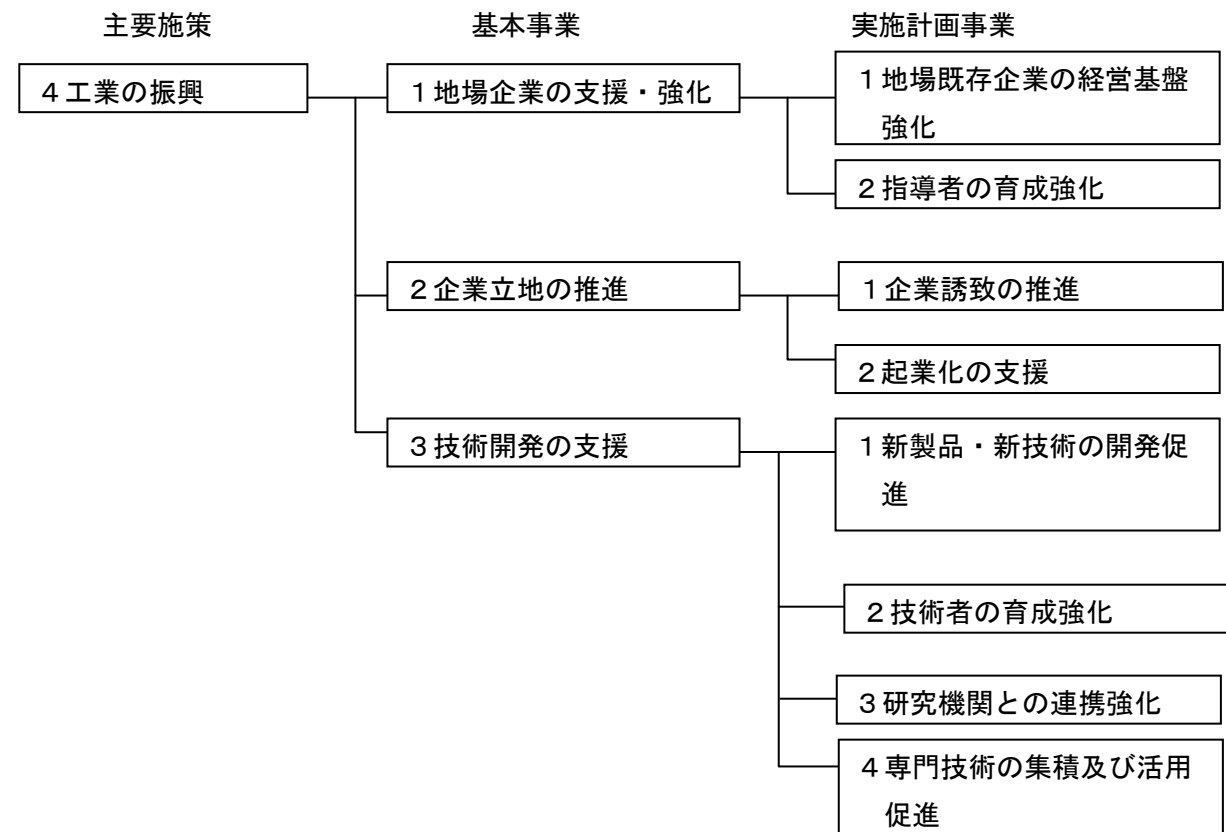 主要施策 基本事業 実施計画事業
4工業の振興
1地場企業の支援・強化
1地場既存企業の経営基盤
強化
2指導者の育成強化
2企業立地の推進
1企業誘致の推進
2起業化の支援
3技術開発の支援
1新製品・新技術の開発促
進
2技術者の育成強化
3研究機関との連携強化
4専門技術の集積及び活用
促進